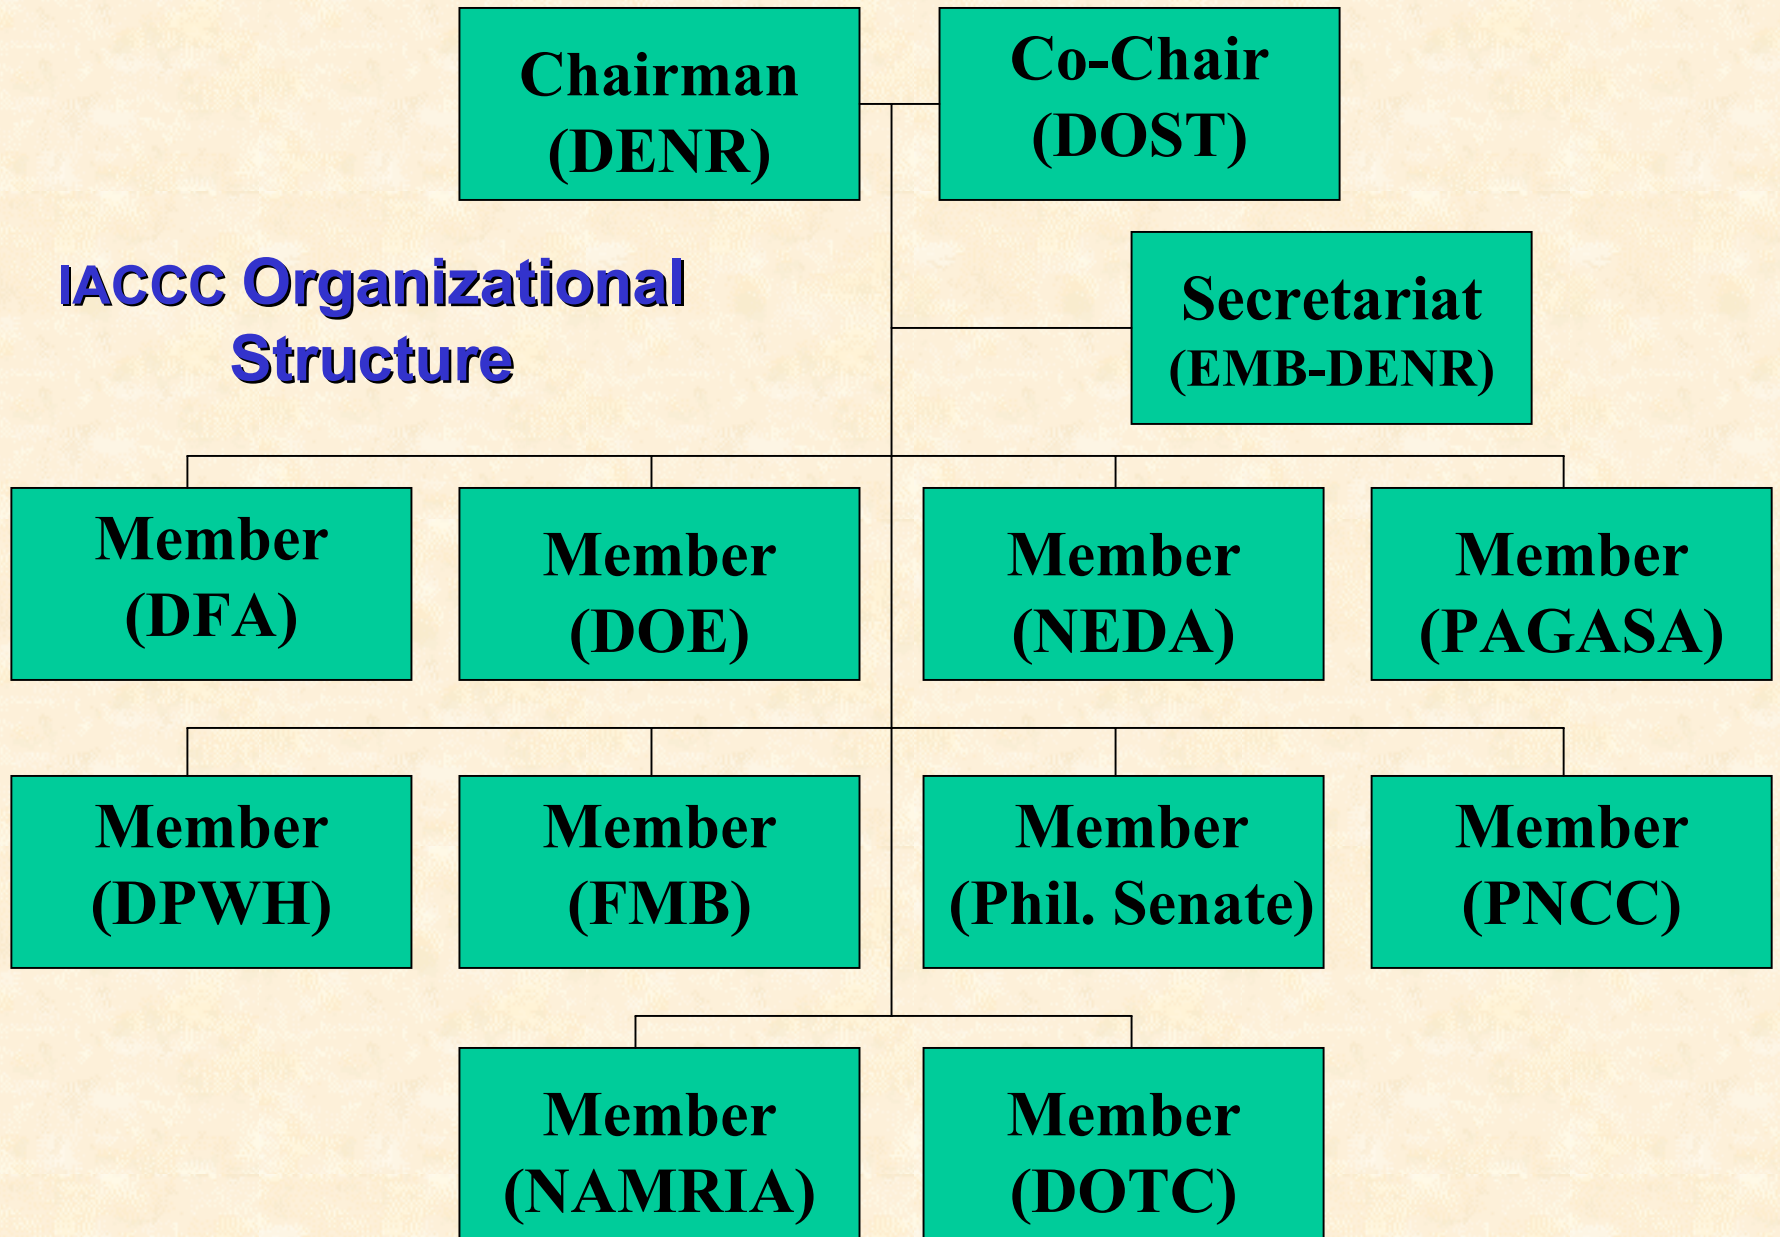 Chairman
(DENR)
Co-Chair
(DOST)
IACCC Organizational
Structure
Secretariat
(EMB-DENR)
Member
(DFA)
Member
(DOE)
Member
(NEDA)
Member
(PAGASA)
Member
(DPWH)
Member
(FMB)
Member
(Phil. Senate)
Member
(PNCC)
Member
(NAMRIA)
Member
(DOTC)